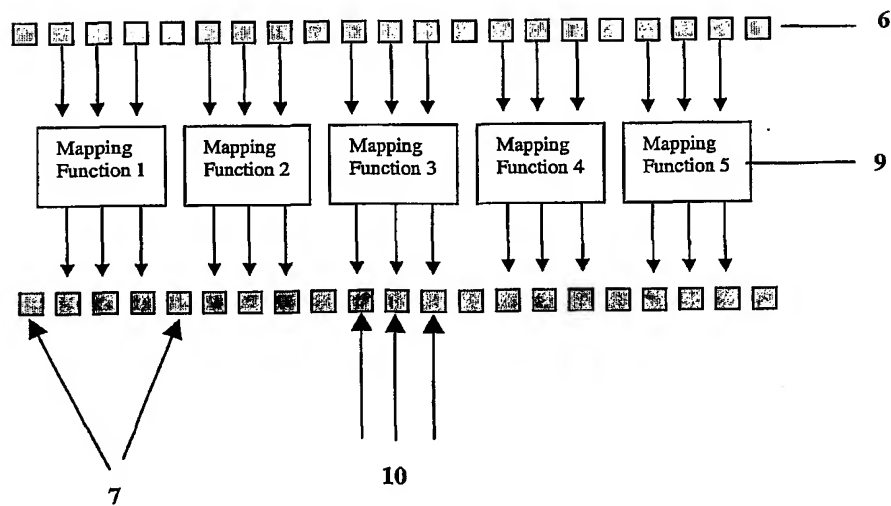 6
Mapping
Function 1
Mapping
Function 2
Mapping
Function 3
Mapping
Function 4
Mapping
Function 5
9
10
7